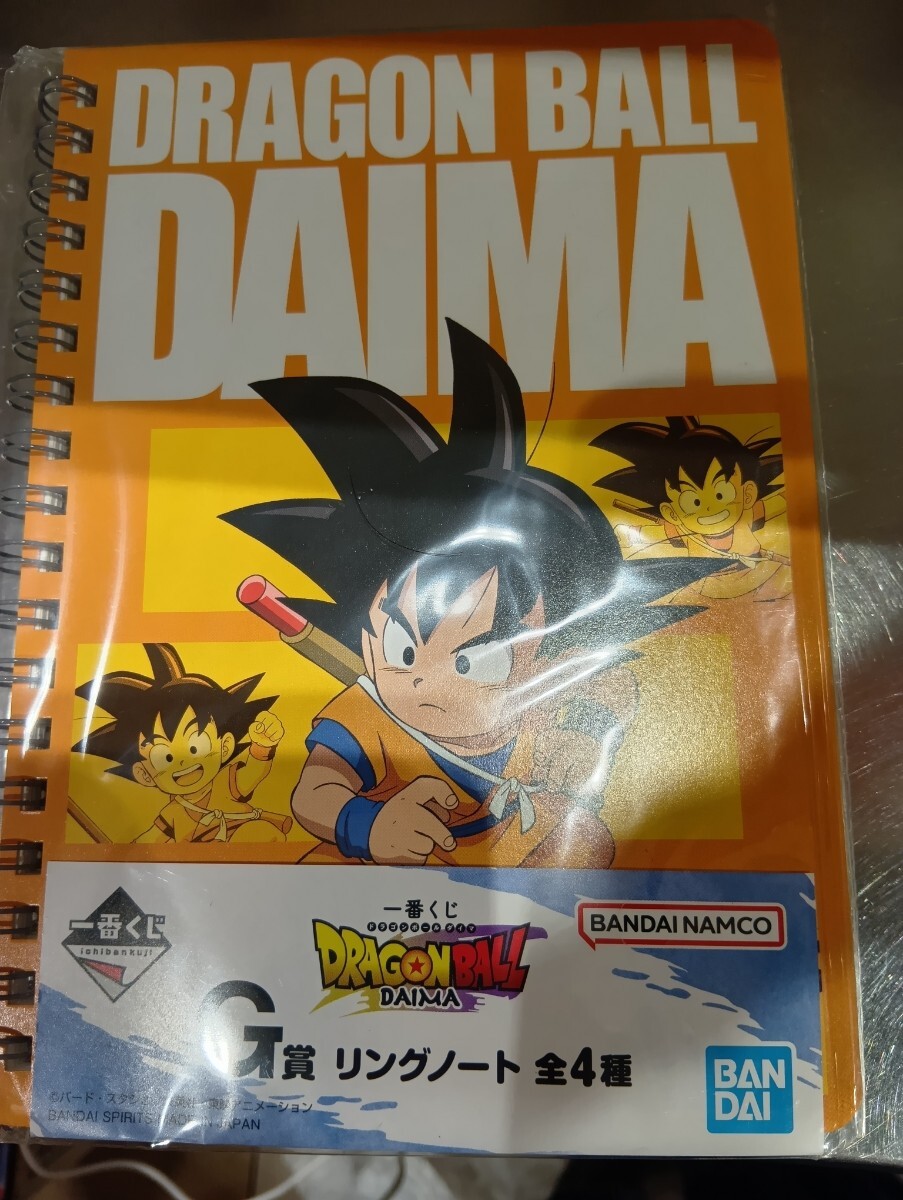 DRAGON BALL
DAIMA
一番くじ
ichibankuji
一番くじ
ドラゴンボールダイマ
DRAGON BALL
DAIMA
BANDAI NAMCO
G賞 リングノート 全4種
BAN
DAI
©バード・スタジオ アニメーション
BANDAI SPIRITS MADE IN JAPAN